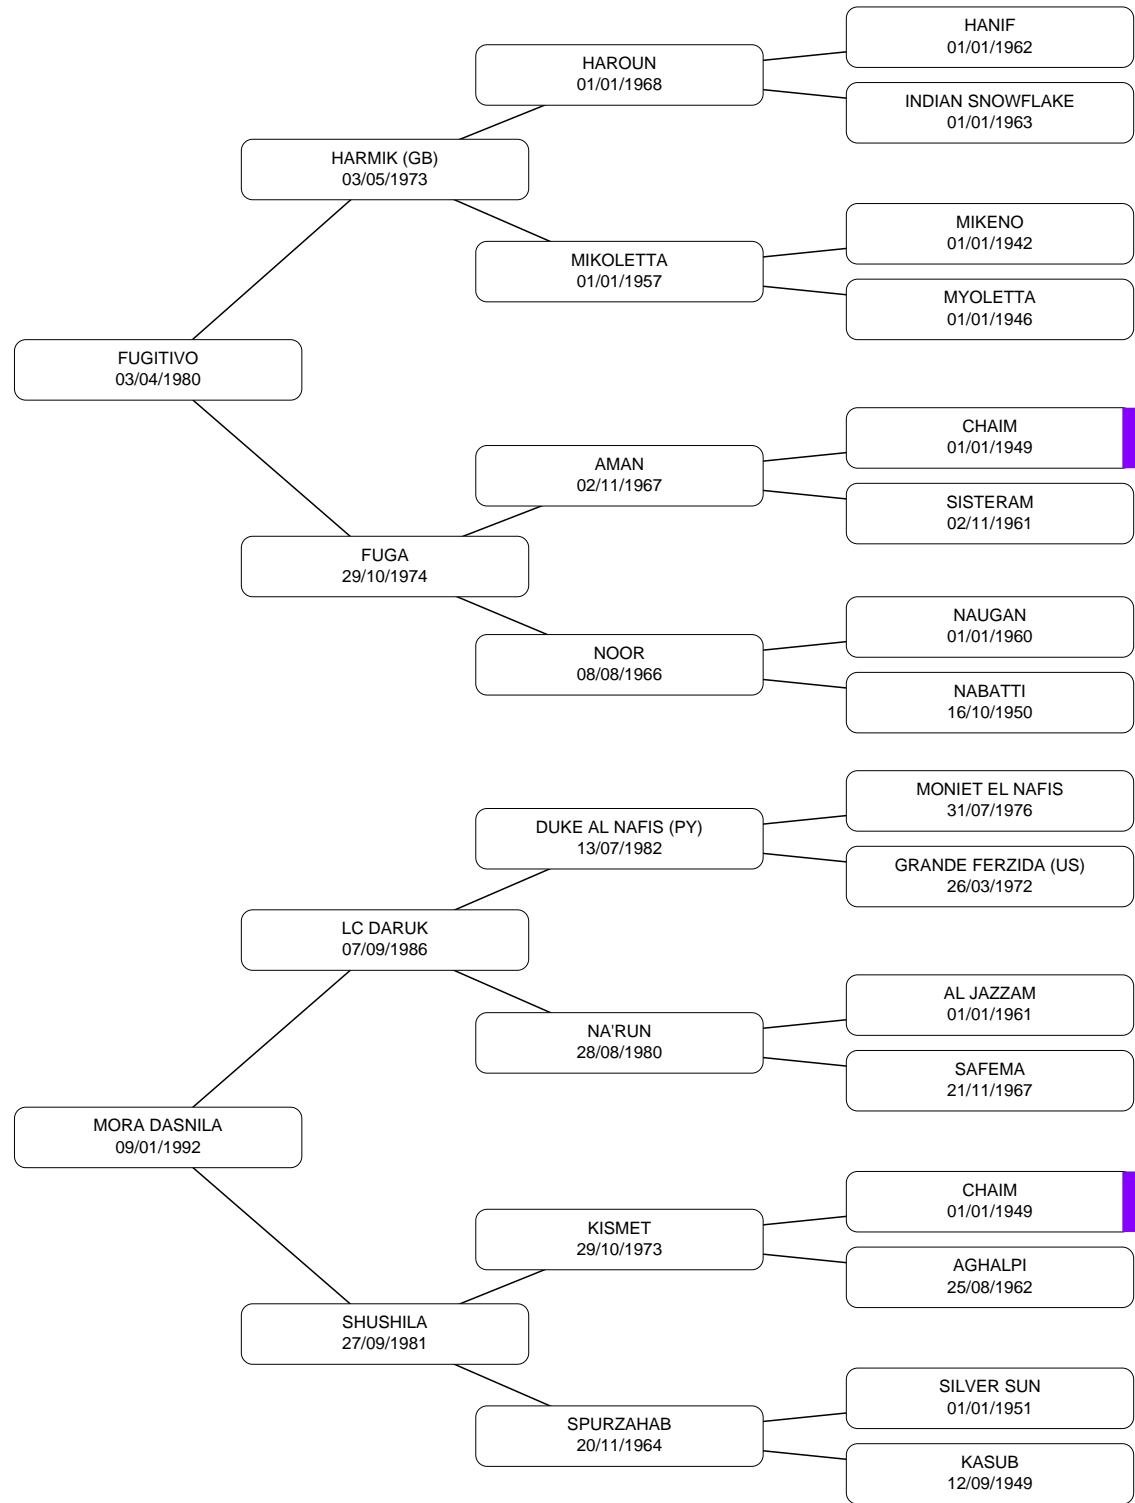 HANIF
01/01/1962
HAROUN
01/01/1968
INDIAN SNOWFLAKE
01/01/1963
HARMIK (GB)
03/05/1973
MIKENO
01/01/1942
MIKOLETTA
01/01/1957
MYOLETTA
01/01/1946
FUGITIVO
03/04/1980
CHAIM
01/01/1949
AMAN
02/11/1967
SISTERAM
02/11/1961
FUGA
29/10/1974
NAUGAN
01/01/1960
NOOR
08/08/1966
NABATTI
16/10/1950
MONIET EL NAFIS
31/07/1976
DUKE AL NAFIS (PY)
13/07/1982
GRANDE FERZIDA (US)
26/03/1972
LC DARUK
07/09/1986
AL JAZZAM
01/01/1961
NA'RUN
28/08/1980
SAFEMA
21/11/1967
MORA DASNILA
09/01/1992
CHAIM
01/01/1949
KISMET
29/10/1973
AGHALPI
25/08/1962
SHUSHILA
27/09/1981
SILVER SUN
01/01/1951
SPURZAHAB
20/11/1964
KASUB
12/09/1949